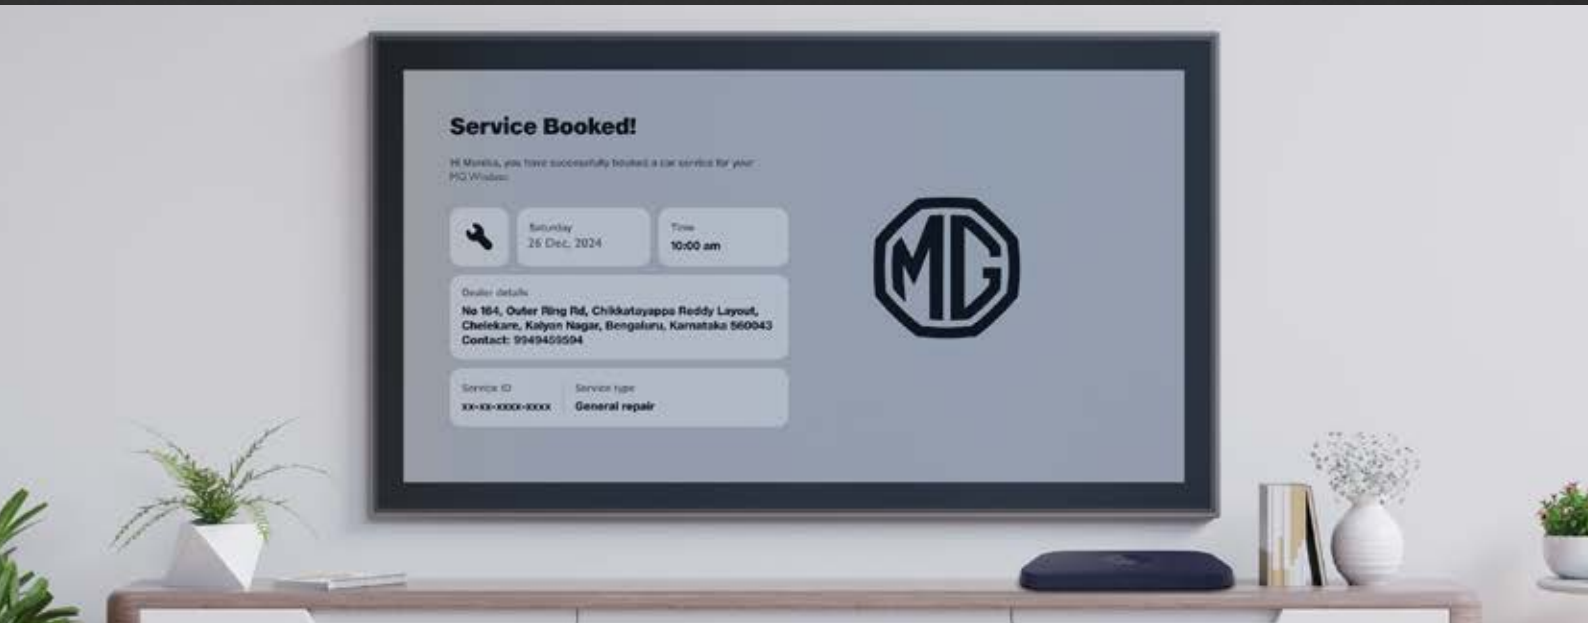 Service Booked!
Hi Monica, you have successfully booked a car service for your
MG Windsor
Saturday
26 Dec, 2024
Time
10:00 am
Dealer details
No 164, Outer Ring Rd, Chikkatayappa Reddy Layout,
Chelekare, Kalyan Nagar, Bengaluru, Karnataka 560043
Contact: 9949459594
Service ID
xx-xx-xxxx-xxxx
Service type
General repair
MG